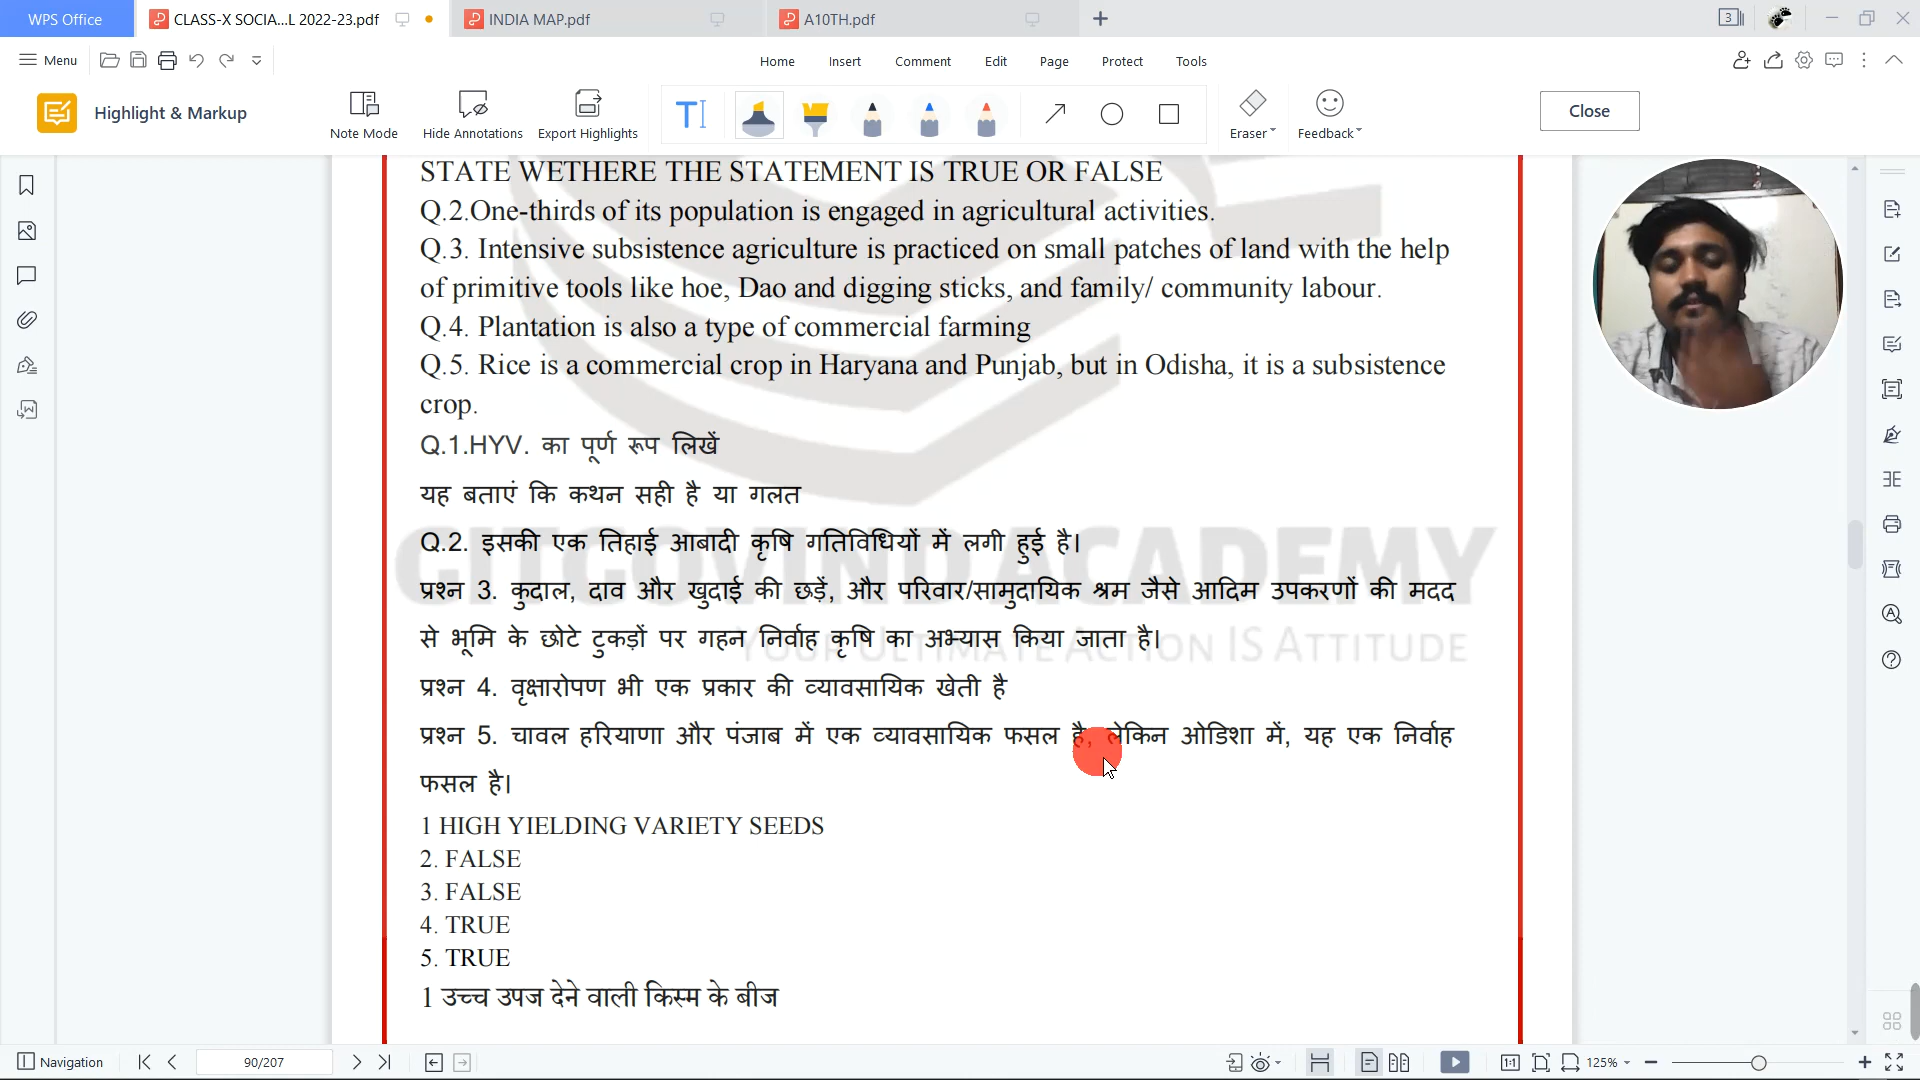 WPS Office
CLASS-X SOCIA...L 2022-23.pdf
INDIA MAP.pdf
A10TH.pdf
3
Menu
Home Insert Comment Edit Page Protect Tools
Highlight & Markup
Note Mode Hide Annotations Export Highlights
Eraser Feedback
Close
STATE WETHERE THE STATEMENT IS TRUE OR FALSE
Q.2.One-thirds of its population is engaged in agricultural activities.
Q.3. Intensive subsistence agriculture is practiced on small patches of land with the help
of primitive tools like hoe, Dao and digging sticks, and family/ community labour.
Q.4. Plantation is also a type of commercial farming
Q.5. Rice is a commercial crop in Haryana and Punjab, but in Odisha, it is a subsistence
crop.
Q.1.HYV. का पूर्ण रूप लिखें
यह बताएं कि कथन सही है या गलत
GITGOVIND ACADEMY
Q.2. इसकी एक तिहाई आबादी कृषि गतिविधियों में लगी हुई है।
प्रश्न 3. कुदाल, दाव और खुदाई की छड़ें, और परिवार/सामुदायिक श्रम जैसे आदिम उपकरणों की मदद
से भूमि के छोटे टुकड़ों पर गहन निर्वाह कृषि का अभ्यास किया जाता है।
YOUR ULTIMATE ACTION IS ATTITUDE
प्रश्न 4. वृक्षारोपण भी एक प्रकार की व्यावसायिक खेती है
प्रश्न 5. चावल हरियाणा और पंजाब में एक व्यावसायिक फसल है, लेकिन ओडिशा में, यह एक निर्वाह
फसल है।
1 HIGH YIELDING VARIETY SEEDS
2. FALSE
3. FALSE
4. TRUE
5. TRUE
1 उच्च उपज देने वाली किस्म के बीज
Navigation
90/207
1:1
125%